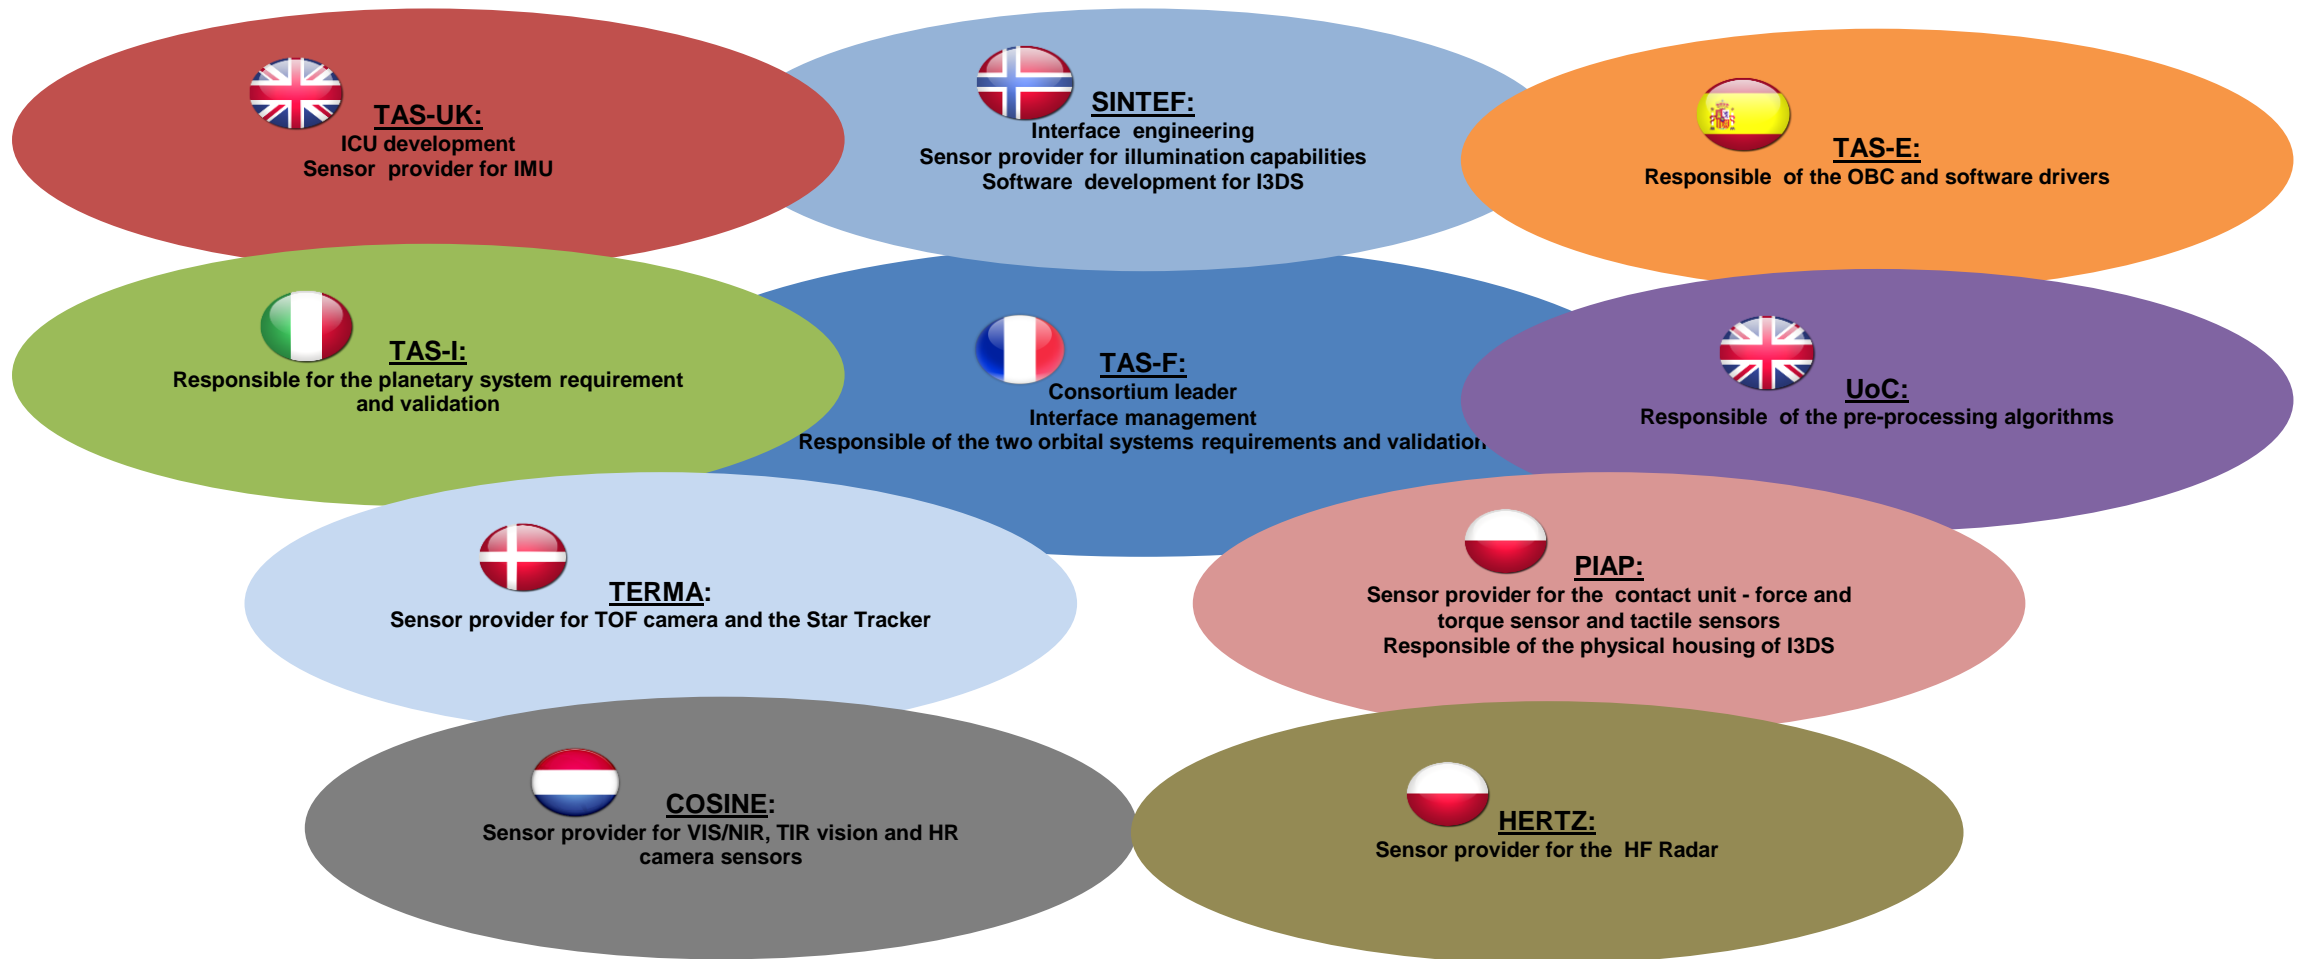 TAS-UK:
ICU development
Sensor provider for IMU
SINTEF:
Interface engineering
Sensor provider for illumination capabilities
Software development for I3DS
TAS-E:
Responsible of the OBC and software drivers
TAS-I:
Responsible for the planetary system requirement
and validation
TAS-F:
Consortium leader
Interface management
Responsible of the two orbital systems requirements and validation
UoC:
Responsible of the pre-processing algorithms
TERMA:
Sensor provider for TOF camera and the Star Tracker
PIAP:
Sensor provider for the contact unit - force and
torque sensor and tactile sensors
Responsible of the physical housing of I3DS
COSINE:
Sensor provider for VIS/NIR, TIR vision and HR
camera sensors
HERTZ:
Sensor provider for the HF Radar